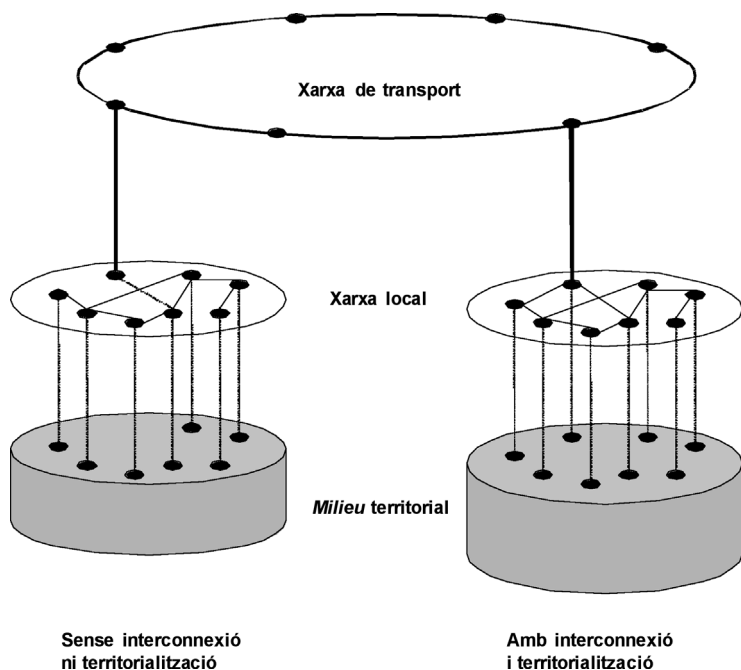 Xarxa de transport
Xarxa local
Milieu territorial
Sense interconnexió
ni territorialització
Amb interconnexió
i territorialització